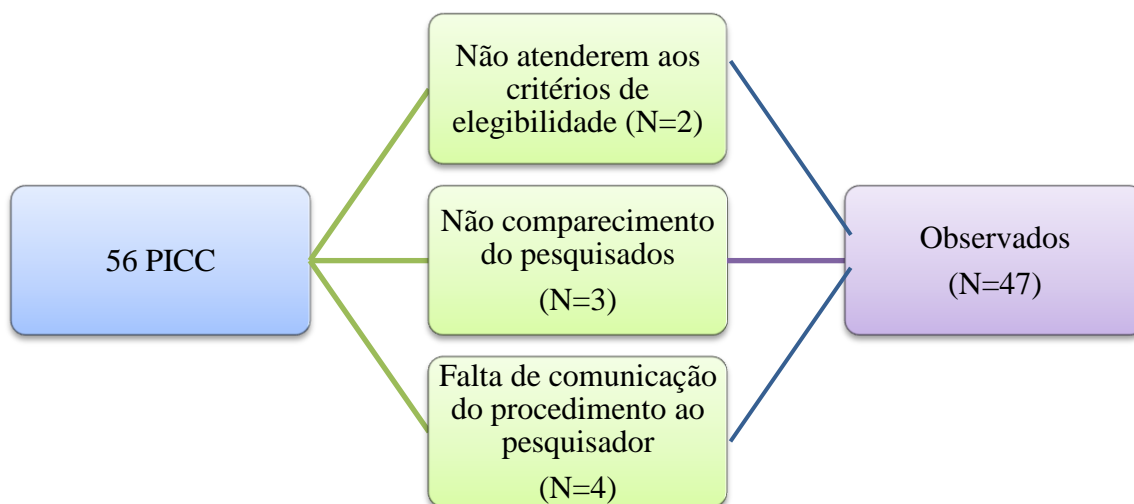 56 PICC
Não atenderem aos
critérios de
elegibilidade (N=2)
Não comparecimento
do pesquisados
(N=3)
Falta de comunicação
do procedimento ao
pesquisador
(N=4)
Observados
(N=47)